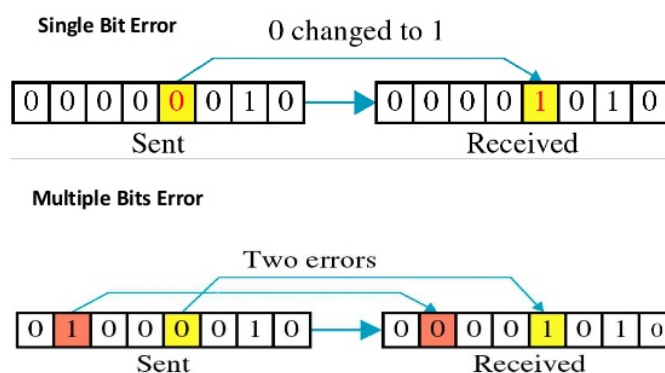 Single Bit Error
0 changed to 1
0 0 0 0 0 0 1 0 0 0 0 0 1 0 1 0
Sent Received
Multiple Bits Error
Two errors
0 1 0 0 0 0 1 0 0 0 0 0 1 0 1 0
Sent Received